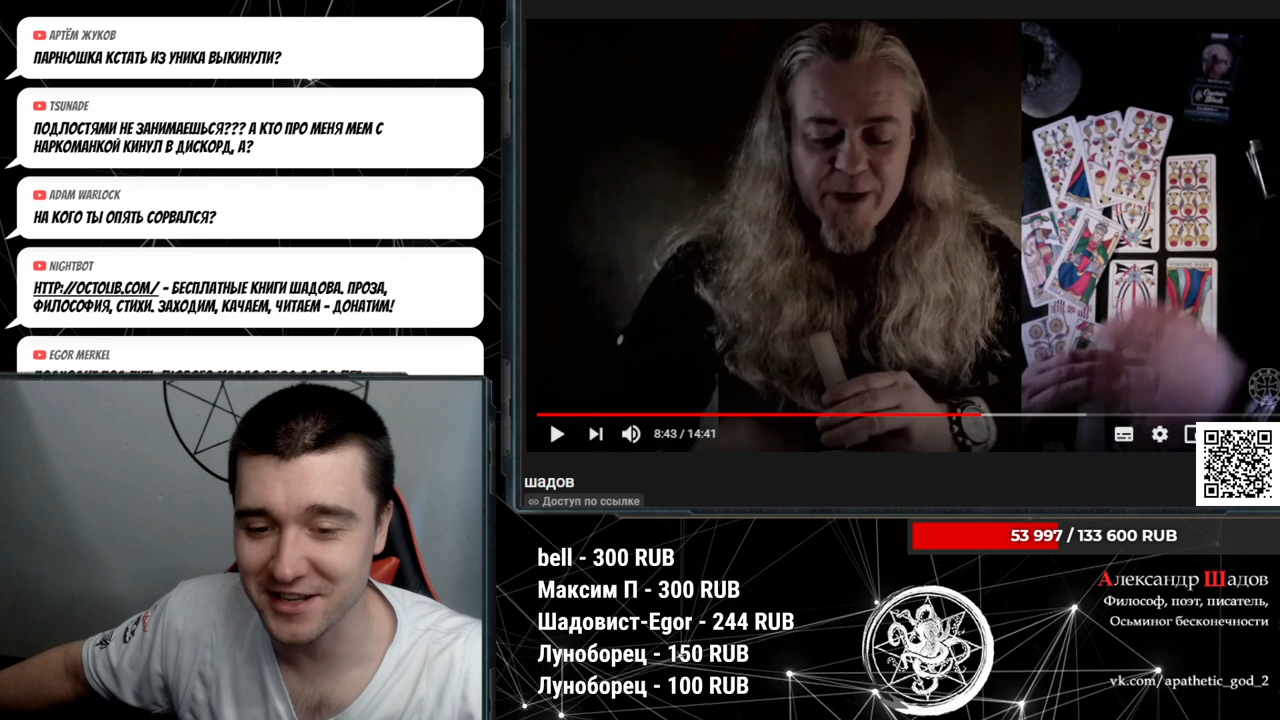 АРТЁМ ЖУКОВ
ПАРНЮШКА КСТАТЬ ИЗ УНИКА ВЫКИНУЛИ?
TSUNADE
ПОДЛОСТЯМИ НЕ ЗАНИМАЕШЬСЯ??? А КТО ПРО МЕНЯ МЕМ С
НАРКОМАНКОЙ КИНУЛ В ДИСКОРД, А?
ADAM WARLOCK
НА КОГО ТЫ ОПЯТЬ СОРВАЛСЯ?
NIGHTBOT
HTTP://OCTOLIB.COM/ - БЕСПЛАТНЫЕ КНИГИ ШАДОВА. ПРОЗА,
ФИЛОСОФИЯ, СТИХИ. ЗАХОДИМ, КАЧАЕМ, ЧИТАЕМ - ДОНАТИМ!
EGOR MERKEL
8:43 / 14:41
шадов
Доступ по ссылке
53 997 / 133 600 RUB
bell - 300 RUB
Максим П - 300 RUB
Шадовист-Egor - 244 RUB
Луноборец - 150 RUB
Луноборец - 100 RUB
Александр Шадов
Философ, поэт, писатель,
Осьминог бесконечности
vk.com/apathetic_god_2